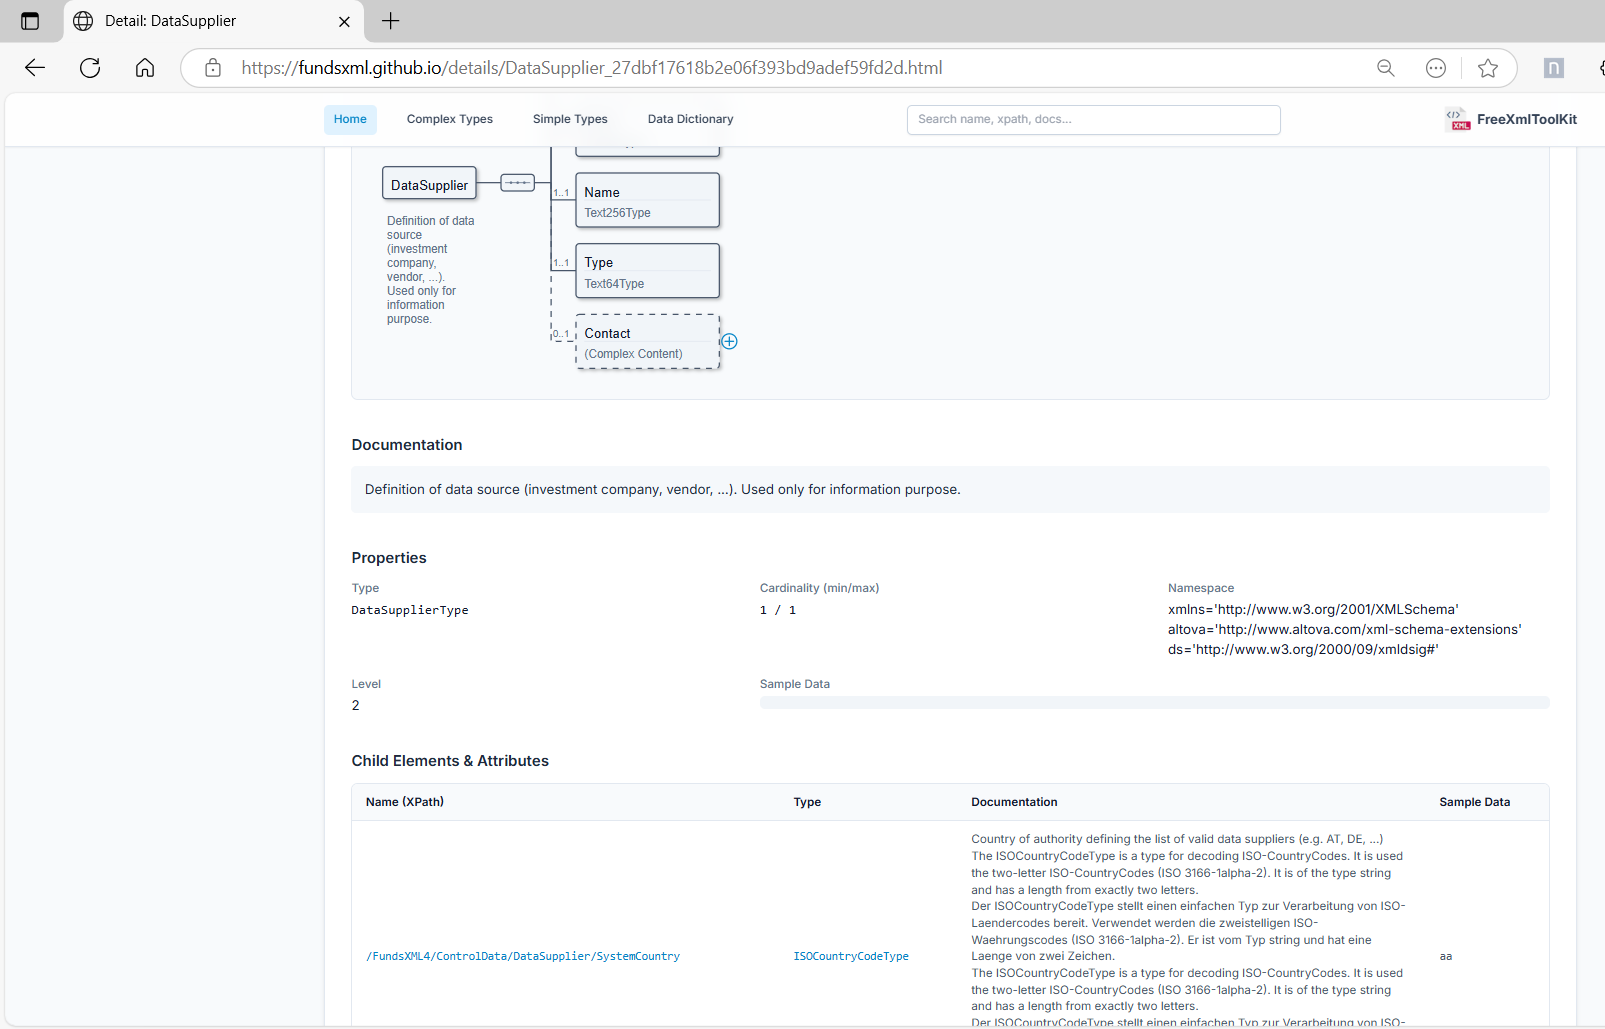 Detail: DataSupplier
https://fundsxml.github.io/details/DataSupplier_27dbf17618b2e06f393bd9adef59fd2d.html
Home
Complex Types
Simple Types
Data Dictionary
Search name, xpath, docs...
FreeXmlToolKit
DataSupplier
Definition of data
source
(investment
company,
vendor, ...).
Used only for
information
purpose.
1..1
Name
Text256Type
1..1
Type
Text64Type
0..1
Contact
(Complex Content)
Documentation
Definition of data source (investment company, vendor, ...). Used only for information purpose.
Properties
Type
DataSupplierType
Cardinality (min/max)
1 / 1
Namespace
xmlns='http://www.w3.org/2001/XMLSchema'
altova='http://www.altova.com/xml-schema-extensions'
ds='http://www.w3.org/2000/09/xmldsig#'
Level
2
Sample Data
Child Elements & Attributes
Name (XPath)
Type
Documentation
Sample Data
/FundsXML4/ControlData/DataSupplier/SystemCountry
ISOCountryCodeType
Country of authority defining the list of valid data suppliers (e.g. AT, DE, ...)
The ISOCountryCodeType is a type for decoding ISO-CountryCodes. It is used
the two-letter ISO-CountryCodes (ISO 3166-1alpha-2). It is of the type string
and has a length from exactly two letters.
Der ISOCountryCodeType stellt einen einfachen Typ zur Verarbeitung von ISO-
Laendercodes bereit. Verwendet werden die zweistelligen ISO-
Waehrungscodes (ISO 3166-1alpha-2). Er ist vom Typ string und hat eine
Laenge von zwei Zeichen.
The ISOCountryCodeType is a type for decoding ISO-CountryCodes. It is used
the two-letter ISO-CountryCodes (ISO 3166-1alpha-2). It is of the type string
and has a length from exactly two letters.
Der ISOCountryCodeType stellt einen einfachen Typ zur Verarbeitung von ISO-
aa